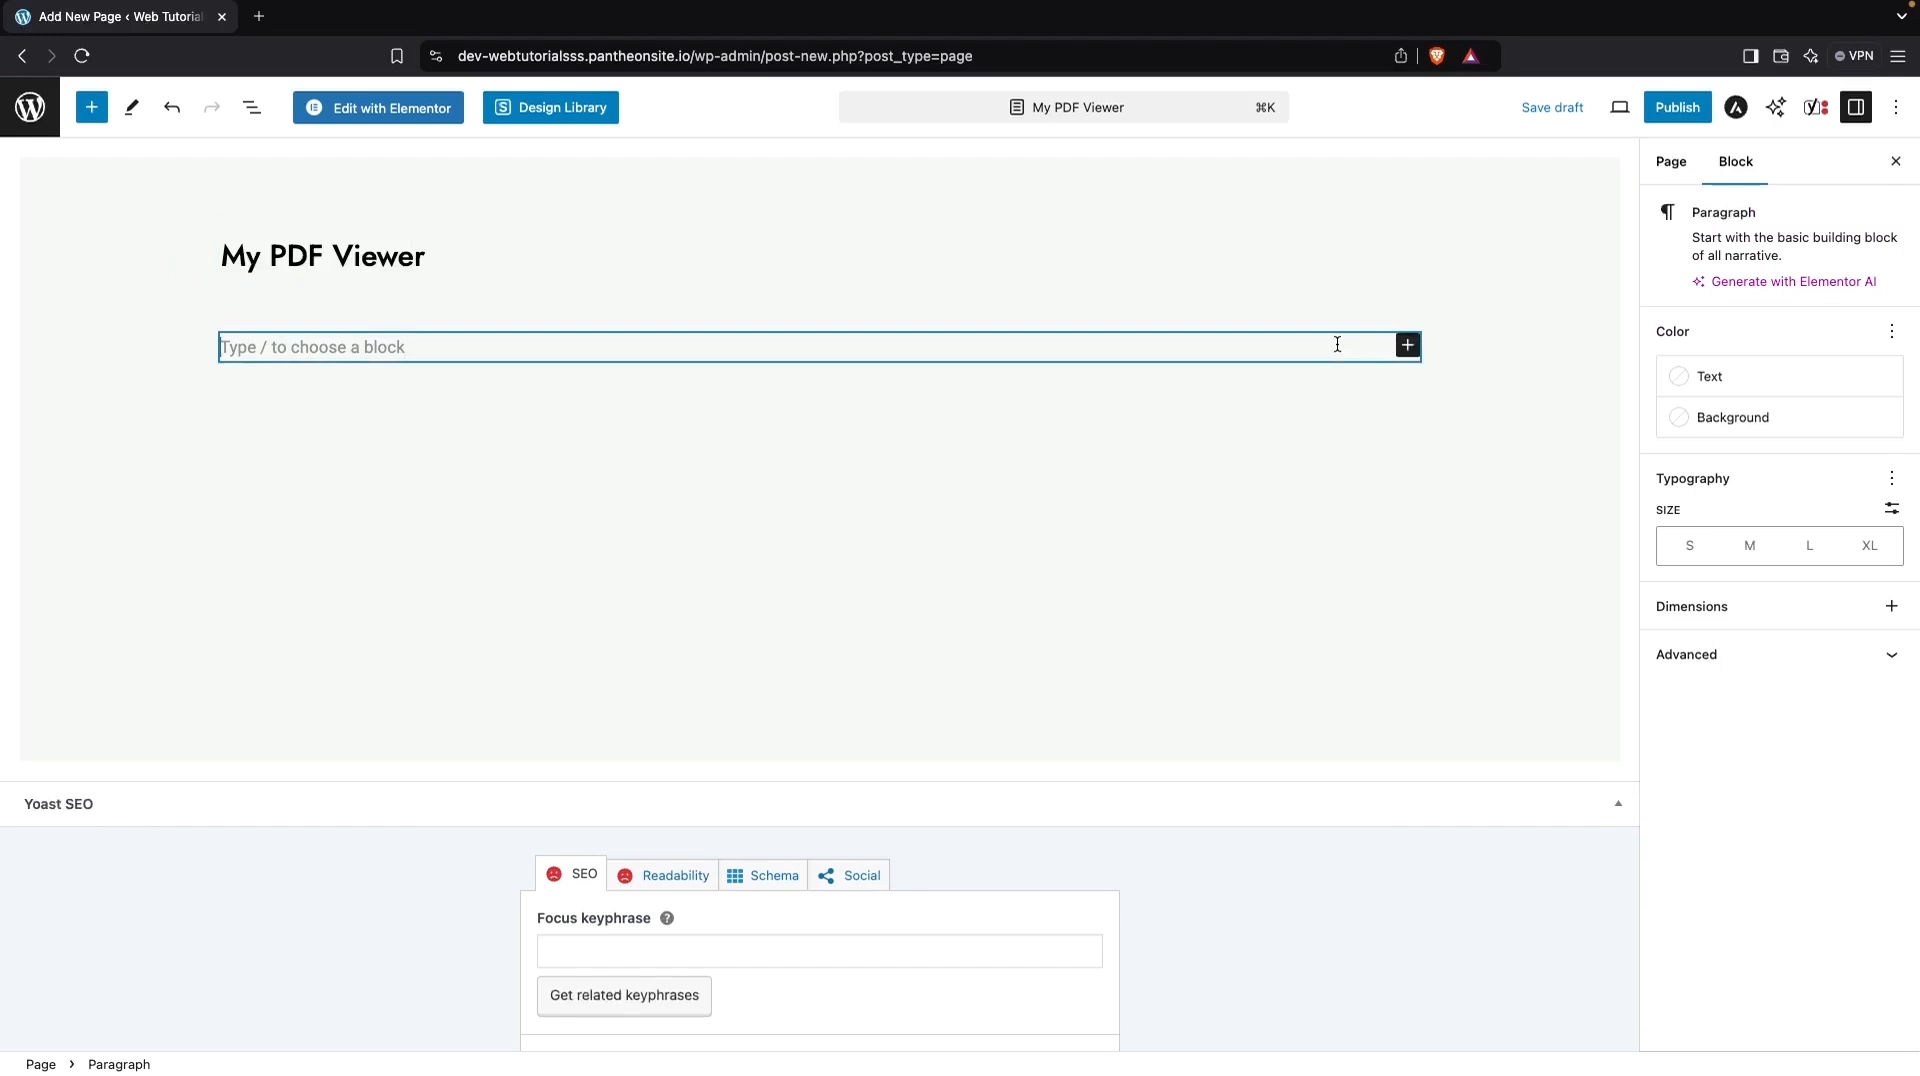 Add New Page ‹ Web Tutorial
dev-webtutorialsss.pantheonsite.io/wp-admin/post-new.php?post_type=page
VPN
Edit with Elementor
Design Library
My PDF Viewer
⌘K
Save draft
Publish
Page
Block
Paragraph
Start with the basic building block
of all narrative.
Generate with Elementor AI
My PDF Viewer
Type / to choose a block
Color
Text
Background
Typography
SIZE
S M L XL
Dimensions
Advanced
Yoast SEO
SEO
Readability
Schema
Social
Focus keyphrase
Get related keyphrases
Page › Paragraph